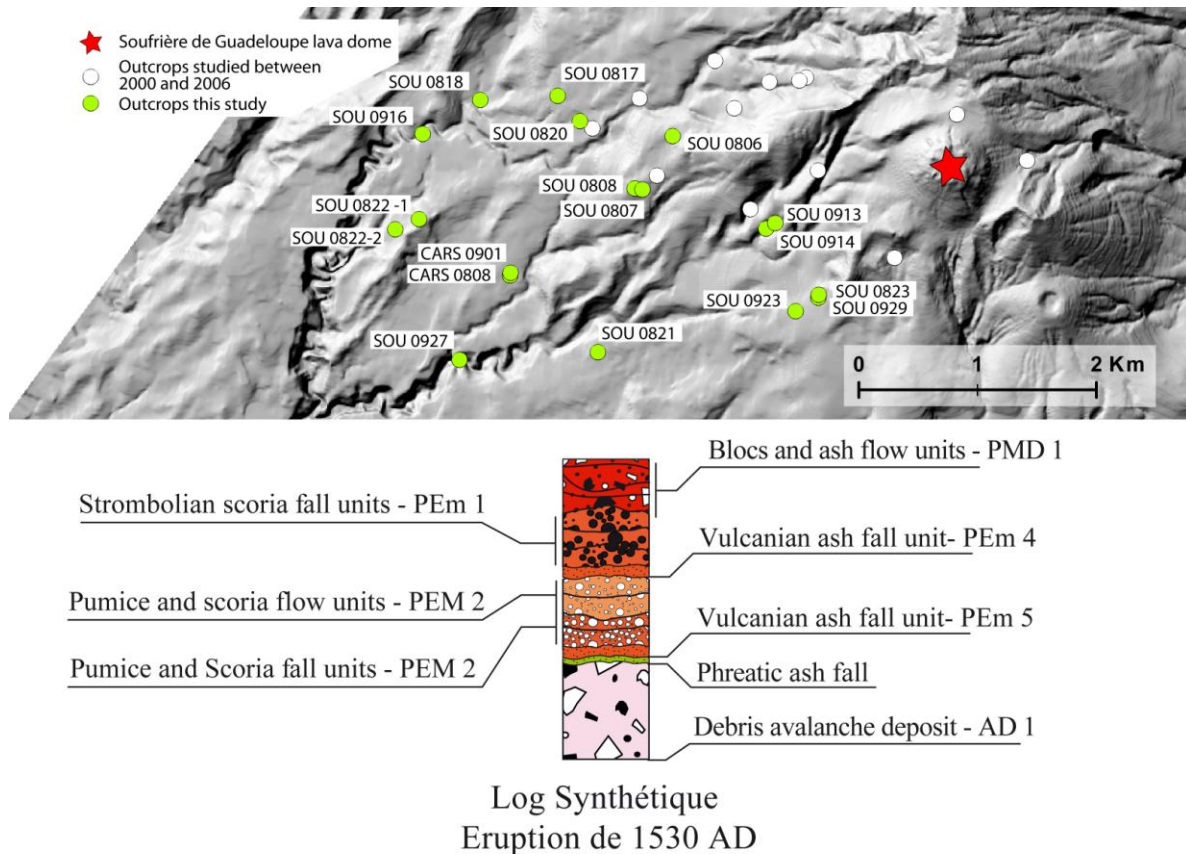 Soufrière de Guadeloupe lava dome
Outcrops studied between
2000 and 2006
Outcrops this study
SOU 0818
SOU 0817
SOU 0916
SOU 0820
SOU 0806
SOU 0808
SOU 0807
SOU 0822 -1
SOU 0822-2
SOU 0913
SOU 0914
CARS 0901
CARS 0808
SOU 0823
SOU 0929
SOU 0923
SOU 0927
SOU 0821
0 1 2 Km
Blocs and ash flow units - PMD 1
Strombolian scoria fall units - PEm 1
Vulcanian ash fall unit- PEm 4
Pumice and scoria flow units - PEM 2
Vulcanian ash fall unit- PEm 5
Pumice and Scoria fall units - PEM 2
Phreatic ash fall
Debris avalanche deposit - AD 1
Log Synthétique
Eruption de 1530 AD